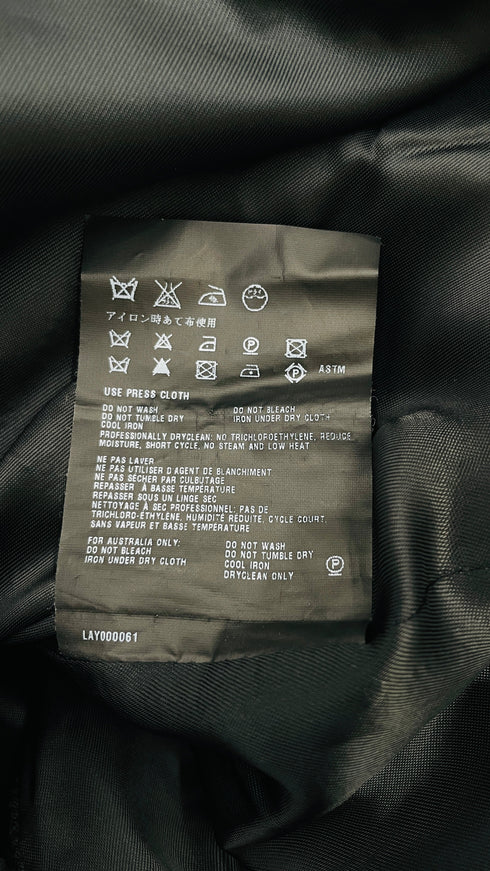 アイロン時あて布使用
P
ASTM
P
USE PRESS CLOTH
DO NOT WASH DO NOT BLEACH
DO NOT TUMBLE DRY IRON UNDER DRY CLOTH
COOL IRON
PROFESSIONALLY DRYCLEAN: NO TRICHLOROETHYLENE, REDUCE
MOISTURE, SHORT CYCLE, NO STEAM AND LOW HEAT
NE PAS LAVER
NE PAS UTILISER D'AGENT DE BLANCHIMENT
NE PAS SÉCHER PAR CULBUTAGE
REPASSER À BASSE TEMPÉRATURE
REPASSER SOUS UN LINGE SEC
NETTOYAGE À SEC PROFESSIONNEL: PAS DE
TRICHLORO-ETHYLENE, HUMIDITÉ REDUITE, CYCLE COURT,
SANS VAPEUR ET BASSE TEMPÉRATURE
FOR AUSTRALIA ONLY: DO NOT WASH
DO NOT BLEACH DO NOT TUMBLE DRY
IRON UNDER DRY CLOTH COOL IRON
DRYCLEAN ONLY
P
LAY000061